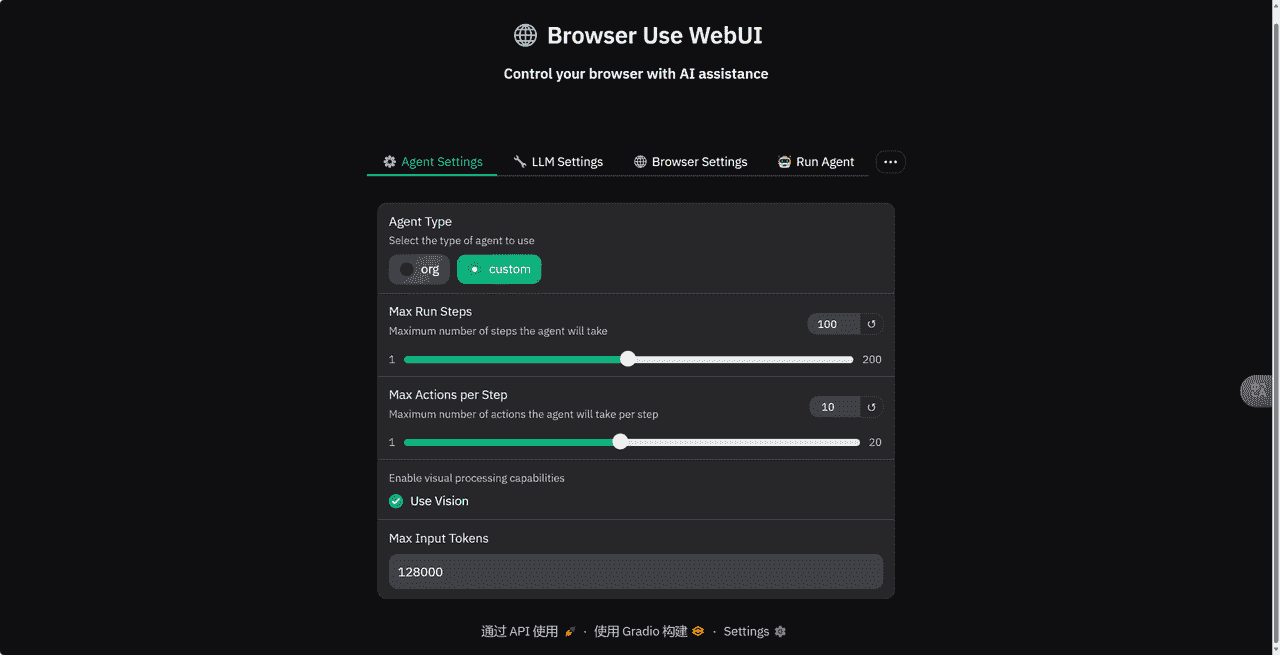 Browser Use WebUI
Control your browser with AI assistance
Agent Settings LLM Settings Browser Settings Run Agent
Agent Type
Select the type of agent to use
org custom
Max Run Steps
Maximum number of steps the agent will take
100
1 200
Max Actions per Step
Maximum number of actions the agent will take per step
10
1 20
Enable visual processing capabilities
Use Vision
Max Input Tokens
128000
通过 API 使用 · 使用 Gradio 构建 · Settings